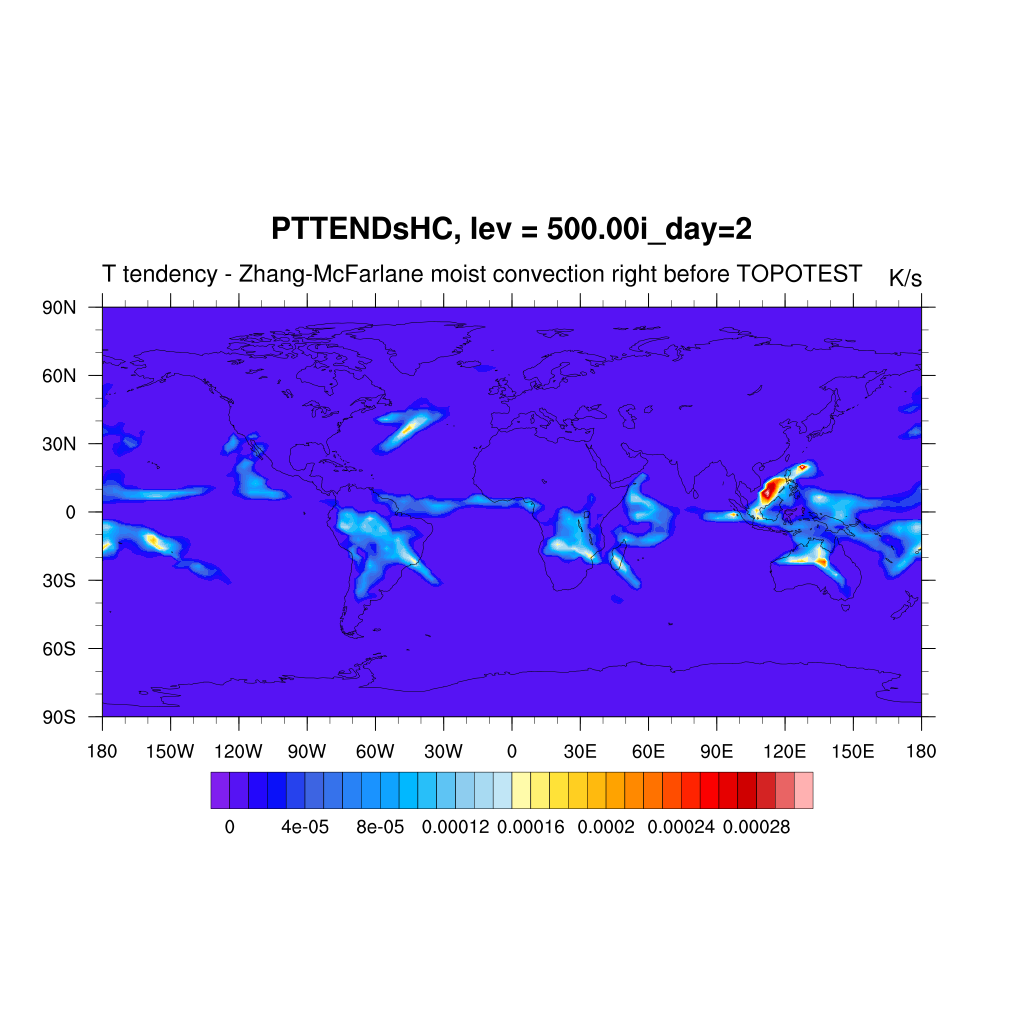 PTTENDsHC, lev = 500.00i_day=2
T tendency - Zhang-McFarlane moist convection right before TOPOTEST K/s
90N
60N
30N
0
30S
60S
90S
180 150W 120W 90W 60W 30W 0 30E 60E 90E 120E 150E 180
0 4e-05 8e-05 0.00012 0.00016 0.0002 0.00024 0.00028